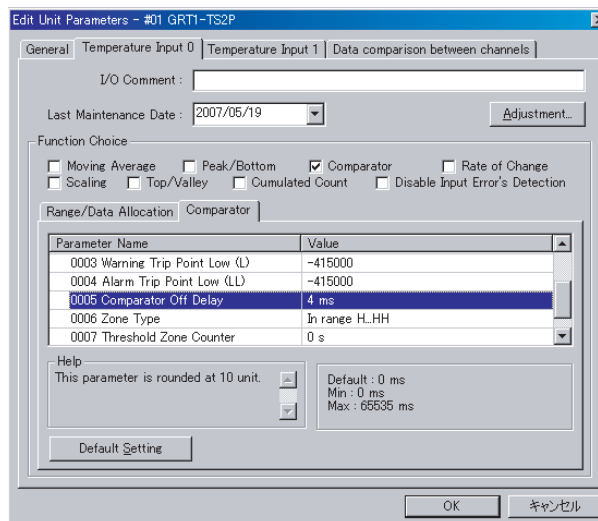 Edit Unit Parameters - #01 GRT1-TS2P
General Temperature Input 0 Temperature Input 1 Data comparison between channels
I/O Comment :
Last Maintenance Date : 2007/05/19 Adjustment...
Function Choice
Moving Average Peak/Bottom Comparator Rate of Change
Scaling Top/Valley Cumulated Count Disable Input Error's Detection
Range/Data Allocation Comparator
Parameter Name Value
0003 Warning Trip Point Low (L) -415000
0004 Alarm Trip Point Low (LL) -415000
0005 Comparator Off Delay 4 ms
0006 Zone Type In range H...HH
0007 Threshold Zone Counter 0 s
Help
This parameter is rounded at 10 unit.
Default : 0 ms
Min : 0 ms
Max : 65535 ms
Default Setting
OK キャンセル